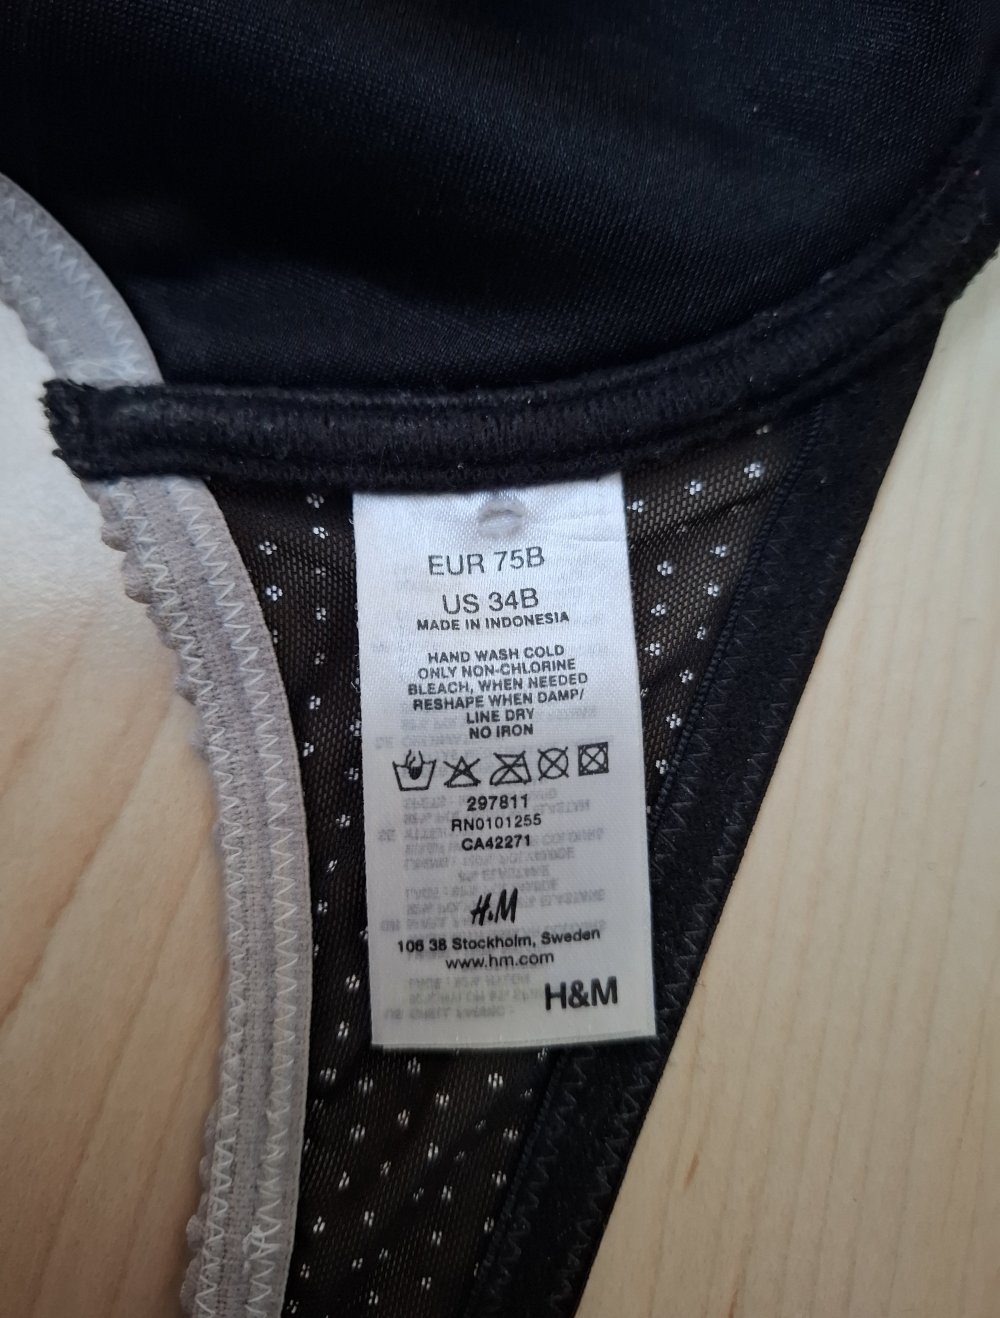 EUR 75B
US 34B
MADE IN INDONESIA
HAND WASH COLD
ONLY NON-CHLORINE
BLEACH, WHEN NEEDED
RESHAPE WHEN DAMP/
LINE DRY
NO IRON
297811
RN0101255
CA42271
H&M
106 38 Stockholm, Sweden
www.hm.com
H&M